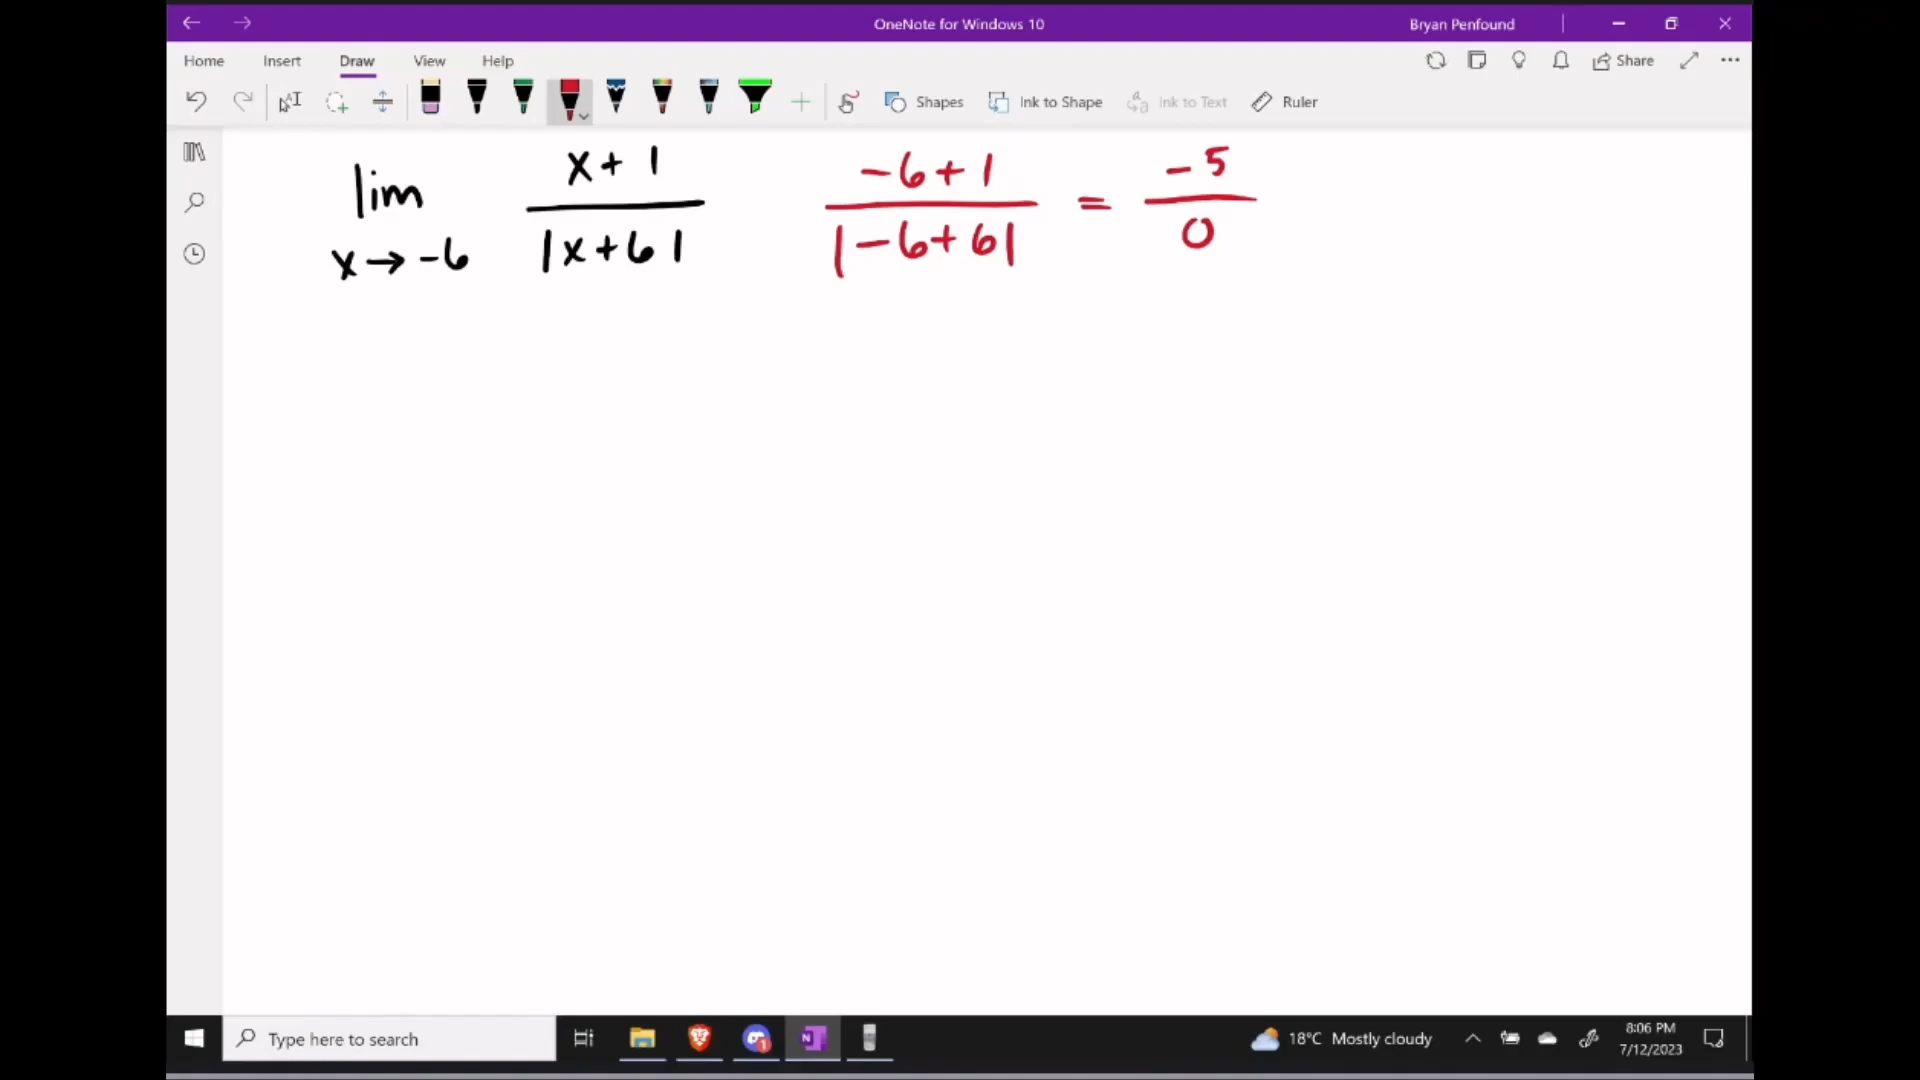 OneNote for Windows 10
Bryan Penfound
Home Insert Draw View Help
Share
Shapes Ink to Shape Ink to Text Ruler
lim x→-6 (x+1)/|x+6| (-6+1)/|-6+6| = -5/0
Type here to search
18°C Mostly cloudy
8:06 PM
7/12/2023